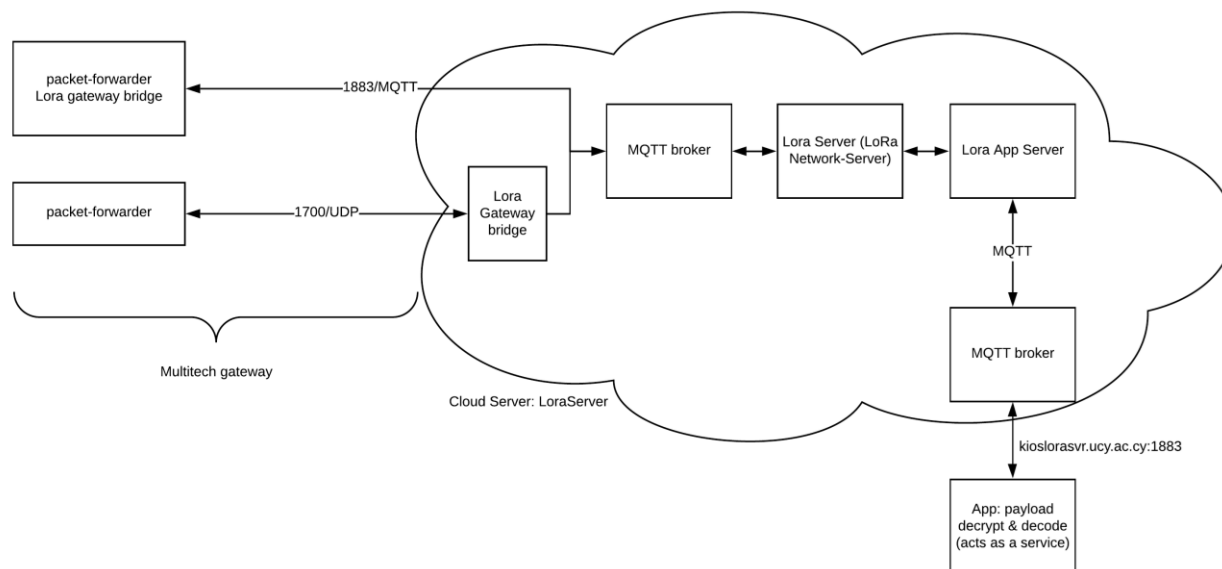 packet-forwarder
Lora gateway bridge
1883/MQTT
MQTT broker
Lora Server (LoRa
Network-Server)
Lora App Server
packet-forwarder
1700/UDP
Lora
Gateway
bridge
MQTT
MQTT broker
Multitech gateway
Cloud Server: LoraServer
kioslorasvr.ucy.ac.cy:1883
App: payload
decrypt & decode
(acts as a service)